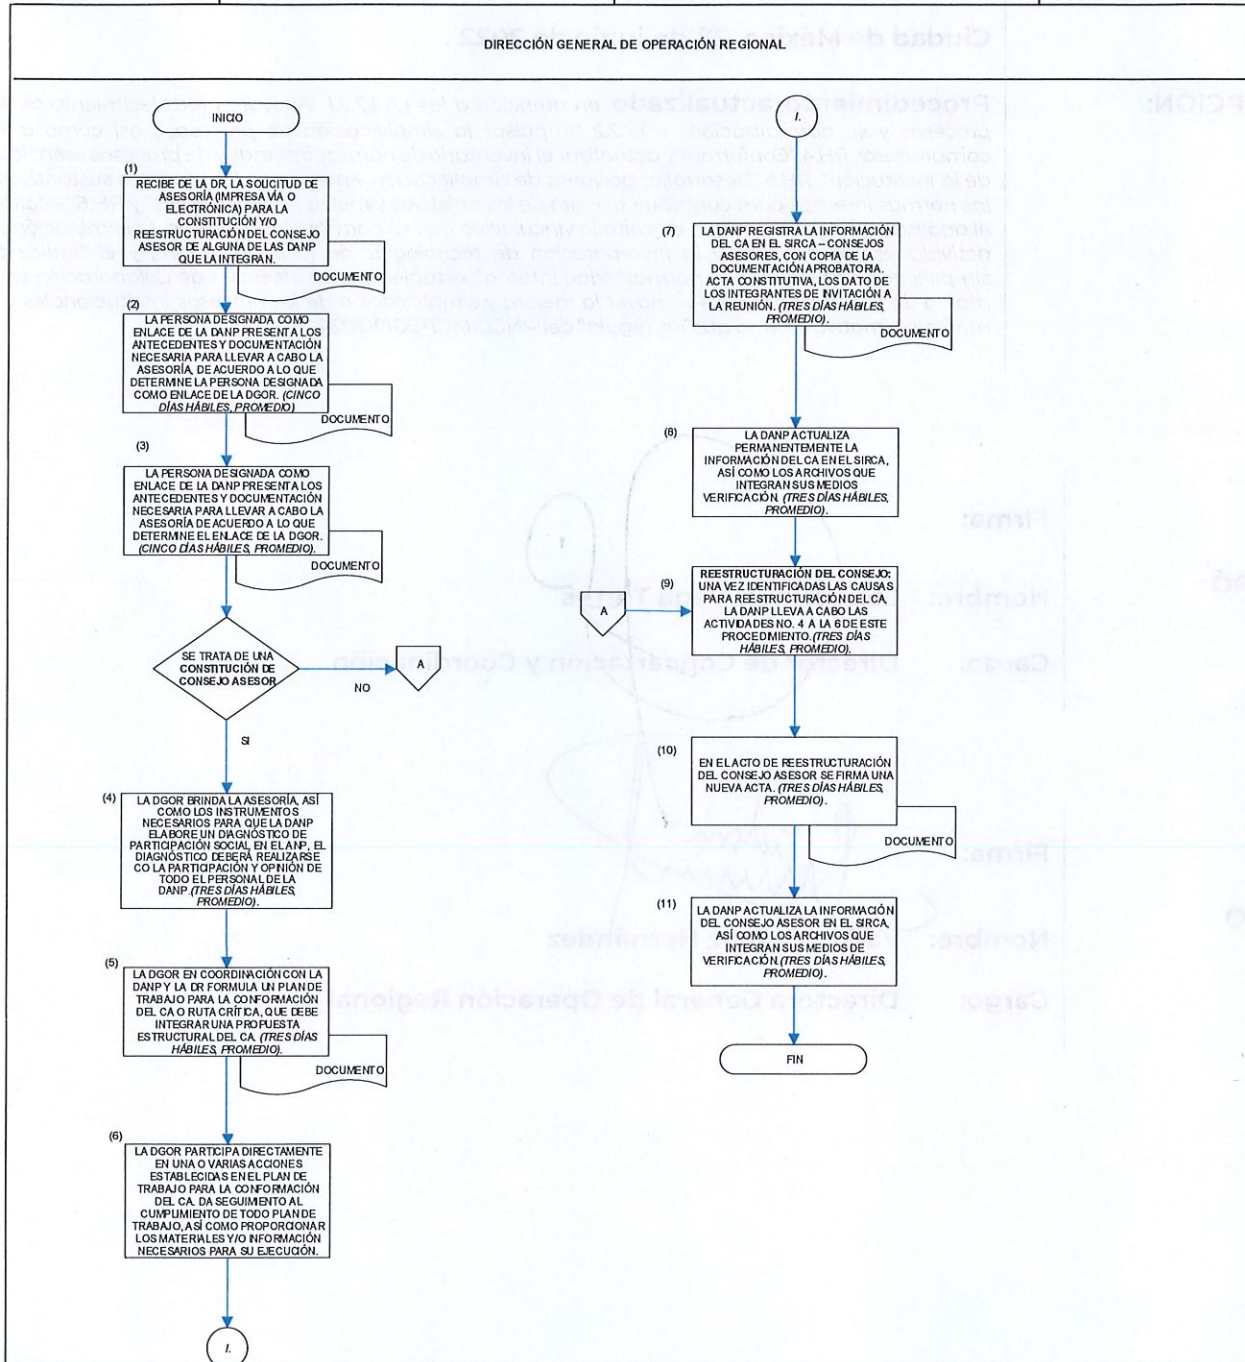 DIRECCIÓN GENERAL DE OPERACIÓN REGIONAL
INICIO
(1)
RECIBE DE LA DR, LA SOLICITUD DE
ASESORÍA (IMPRESA VÍA O
ELECTRÓNICA) PARA LA
CONSTITUCIÓN Y/O
REESTRUCTURACIÓN DEL CONSEJO
ASESOR DE ALGUNA DE LAS DANP
QUE LA INTEGRAN.
(2)
LA PERSONA DESIGNADA COMO
ENLACE DE LA DANP PRESENTA LOS
ANTECEDENTES Y DOCUMENTACIÓN
NECESARIA PARA LLEVAR A CABO LA
ASESORÍA, DE ACUERDO A LO QUE
DETERMINE LA PERSONA DESIGNADA
COMO ENLACE DE LA DGOR. (CINCO
DÍAS HÁBILES, PROMEDIO)
DOCUMENTO
(3)
LA PERSONA DESIGNADA COMO
ENLACE DE LA DANP PRESENTA LOS
ANTECEDENTES Y DOCUMENTACIÓN
NECESARIA PARA LLEVAR A CABO LA
ASESORÍA DE ACUERDO A LO QUE
DETERMINE EL ENLACE DE LA DGOR.
(CINCO DÍAS HÁBILES, PROMEDIO).
DOCUMENTO
SE TRATA DE UNA
CONSTITUCIÓN DE
CONSEJO ASESOR
NO
A
SI
(4)
LA DGOR BRINDA LA ASESORÍA, ASÍ
COMO LOS INSTRUMENTOS
NECESARIOS PARA QUE LA DANP
ELABORE UN DIAGNÓSTICO DE
PARTICIPACIÓN SOCIAL EN EL ANP, EL
DIAGNÓSTICO DEBERÁ REALIZARSE
CO LA PARTICIPACIÓN Y OPINIÓN DE
TODO EL PERSONAL DE LA
DANP.(TRES DÍAS HÁBILES,
PROMEDIO).
(5)
LA DGOR EN COORDINACIÓN CON LA
DANP Y LA DR FORMULA UN PLAN DE
TRABAJO PARA LA CONFORMACIÓN
DEL CA O RUTA CRÍTICA, QUE DEBE
INTEGRAR UNA PROPUESTA
ESTRUCTURAL DEL CA. (TRES DÍAS
HÁBILES, PROMEDIO).
DOCUMENTO
(6)
LA DGOR PARTICIPA DIRECTAMENTE
EN UNA O VARIAS ACCIONES
ESTABLECIDAS EN EL PLAN DE
TRABAJO PARA LA CONFORMACIÓN
DEL CA. DA SEGUIMIENTO AL
CUMPLIMIENTO DE TODO PLAN DE
TRABAJO, ASÍ COMO PROPORCIONAR
LOS MATERIALES Y/O INFORMACIÓN
NECESARIOS PARA SU EJECUCIÓN.
I.
I.
(7)
LA DANP REGISTRA LA INFORMACIÓN
DEL CA EN EL SIRCA – CONSEJOS
ASESORES, CON COPIA DE LA
DOCUMENTACIÓN APROBATORIA.
ACTA CONSTITUTIVA, LOS DATO DE
LOS INTEGRANTES DE INVITACIÓN A
LA REUNIÓN. (TRES DÍAS HÁBILES,
PROMEDIO).
DOCUMENTO
(8)
LA DANP ACTUALIZA
PERMANENTEMENTE LA
INFORMACIÓN DEL CA EN EL SIRCA,
ASÍ COMO LOS ARCHIVOS QUE
INTEGRAN SUS MEDIOS
VERIFICACIÓN. (TRES DÍAS HÁBILES,
PROMEDIO).
A
(9)
REESTRUCTURACIÓN DEL CONSEJO:
UNA VEZ IDENTIFICADAS LAS CAUSAS
PARA REESTRUCTURACIÓN DEL CA,
LA DANP LLEVA A CABO LAS
ACTIVIDADES NO. 4 A LA 6 DE ESTE
PROCEDIMIENTO.(TRES DÍAS
HÁBILES, PROMEDIO).
(10)
EN EL ACTO DE REESTRUCTURACIÓN
DEL CONSEJO ASESOR SE FIRMA UNA
NUEVA ACTA. (TRES DÍAS HÁBILES,
PROMEDIO).
DOCUMENTO
(11)
LA DANP ACTUALIZA LA INFORMACIÓN
DEL CONSEJO ASESOR EN EL SIRCA,
ASÍ COMO LOS ARCHIVOS QUE
INTEGRAN SUS MEDIOS DE
VERIFICACIÓN.(TRES DÍAS HÁBILES,
PROMEDIO).
FIN